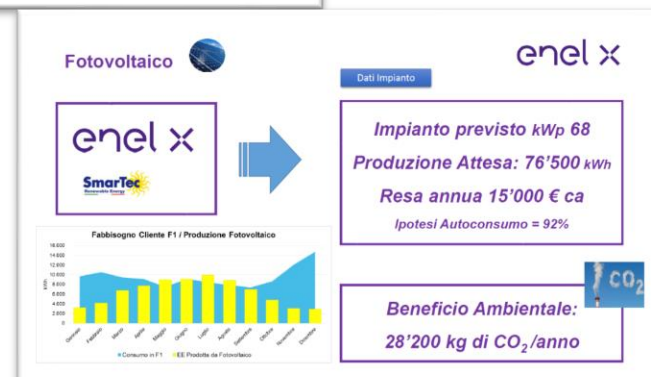 Fotovoltaico
enel x
Dati Impianto
enel x
SmarTec
Renewable Energy
Impianto previsto kWp 68
Produzione Attesa: 76'500 kWh
Resa annua 15'000 € ca
Ipotesi Autoconsumo = 92%
Fabbisogno Cliente F1 / Produzione Fotovoltaico
16.000
14.000
12.000
10.000
8.000
6.000
4.000
2.000
0
kWh
Gennaio
Febbraio
Marzo
Aprile
Maggio
Giugno
Luglio
Agosto
Settembre
Ottobre
Novembre
Dicembre
Consumo in F1
EE Prodotta da Fotovoltaico
CO2
Beneficio Ambientale:
28'200 kg di CO2/anno